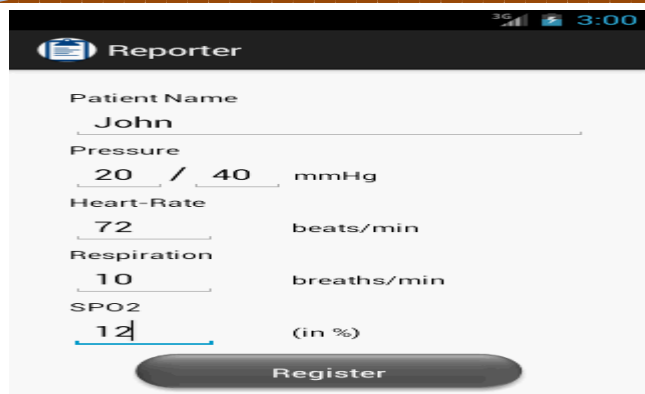 3G 3:00
Reporter
Patient Name
John
Pressure
20 / 40 mmHg
Heart-Rate
72 beats/min
Respiration
10 breaths/min
SPO2
12 (in %)
Register